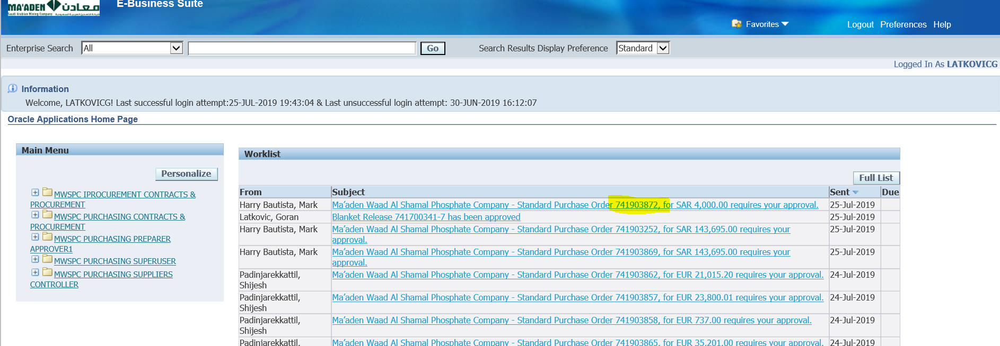 MA'ADEN معادن
Saudi Arabian Mining Company
E-Business Suite
Favorites
Logout Preferences Help
Enterprise Search All Go Search Results Display Preference Standard
Logged In As LATKOVICG
Information
Welcome, LATKOVICG! Last successful login attempt:25-JUL-2019 19:43:04 & Last unsuccessful login attempt: 30-JUN-2019 16:12:07
Oracle Applications Home Page
Main Menu
Personalize
MWSPC IPROCUREMENT CONTRACTS &
PROCUREMENT
MWSPC PURCHASING CONTRACTS &
PROCUREMENT
MWSPC PURCHASING PREPARER
APPROVER1
MWSPC PURCHASING SUPERUSER
MWSPC PURCHASING SUPPLIERS
CONTROLLER
Worklist
Full List
From Subject Sent Due
Harry Bautista, Mark Ma’aden Waad Al Shamal Phosphate Company - Standard Purchase Order 741903872, for SAR 4,000.00 requires your approval. 25-Jul-2019
Latkovic, Goran Blanket Release 741700341-7 has been approved 25-Jul-2019
Harry Bautista, Mark Ma’aden Waad Al Shamal Phosphate Company - Standard Purchase Order 741903252, for SAR 143,695.00 requires your 25-Jul-2019
approval.
Harry Bautista, Mark Ma’aden Waad Al Shamal Phosphate Company - Standard Purchase Order 741903869, for SAR 143,695.00 requires your 25-Jul-2019
approval.
Padinjarekkattil, Ma’aden Waad Al Shamal Phosphate Company - Standard Purchase Order 741903862, for EUR 21,015.20 requires your approval. 24-Jul-2019
Shijesh
Padinjarekkattil, Ma’aden Waad Al Shamal Phosphate Company - Standard Purchase Order 741903857, for EUR 23,800.01 requires your approval. 24-Jul-2019
Shijesh
Padinjarekkattil, Ma’aden Waad Al Shamal Phosphate Company - Standard Purchase Order 741903858, for EUR 737.00 requires your approval. 24-Jul-2019
Shijesh
Padinjarekkattil, Ma’aden Waad Al Shamal Phosphate Company - Standard Purchase Order 741903865, for EUR 35,201.00 requires your approval. 24-Jul-2019